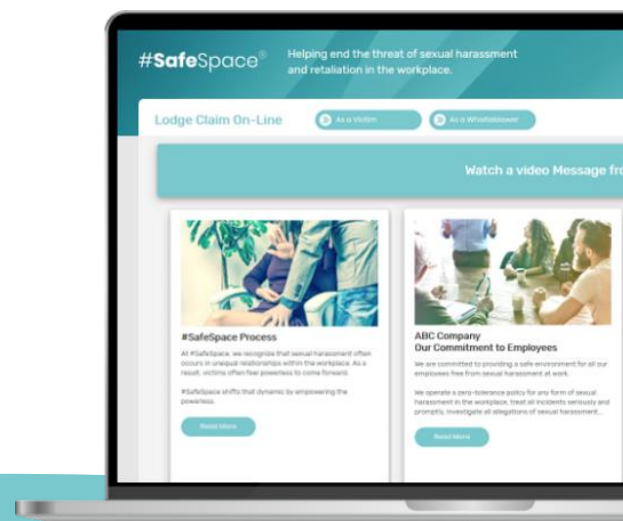 #SafeSpace®
Helping end the threat of sexual harassment
and retaliation in the workplace.
Lodge Claim On-Line
As a Victim
As a Whistleblower
Watch a video Message fro
#SafeSpace Process
At #SafeSpace, we recognize that sexual harassment often
occurs in unequal relationships within the workplace. As a
result, victims often feel powerless to come forward.
#SafeSpace shifts that dynamic by empowering the
powerless.
Read More
ABC Company
Our Commitment to Employees
We are committed to providing a safe environment for all our
employees free from sexual harassment at work.
We operate a zero-tolerance policy for any form of sexual
harassment in the workplace, treat all incidents seriously and
promptly, investigate all allegations of sexual harassment...
Read More